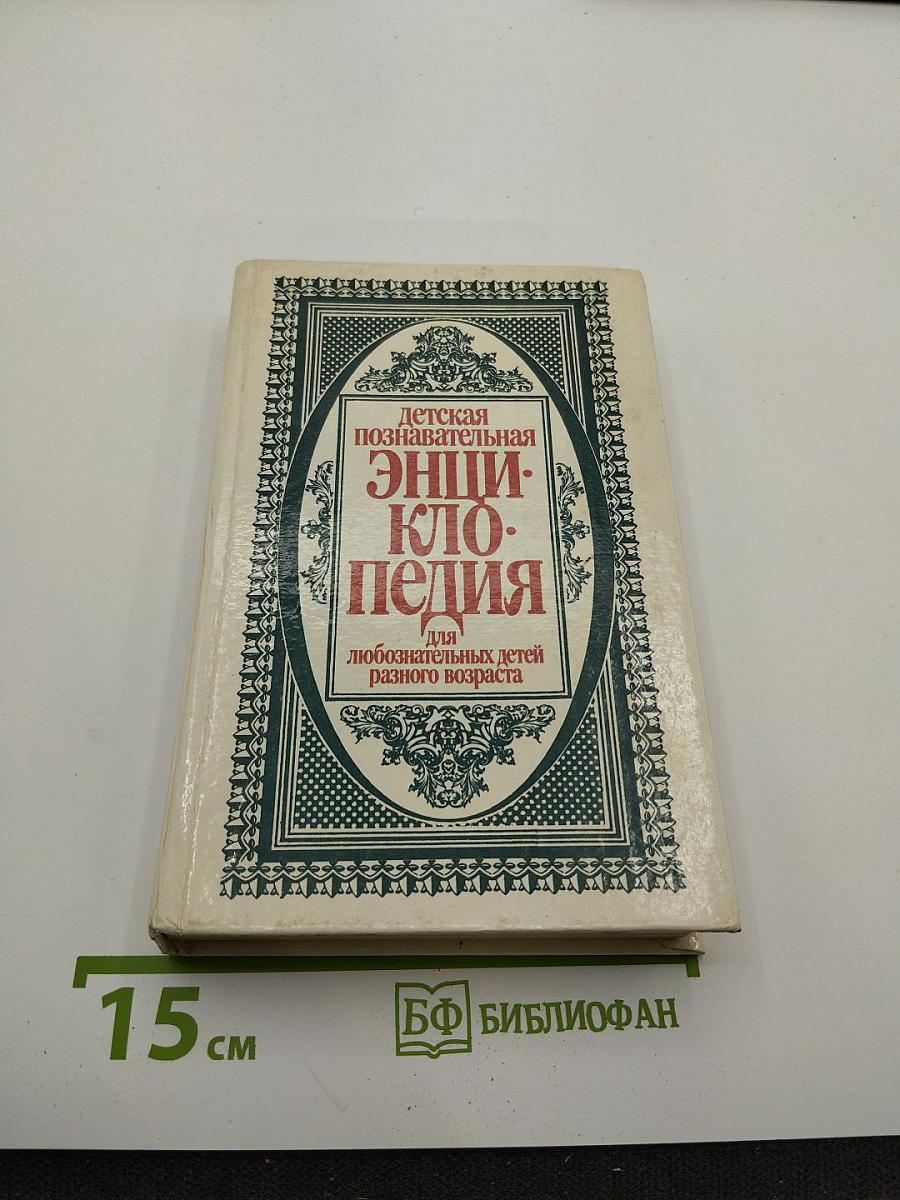 детская
познавательная
ЭНЦИ·
КЛО·
педия
для
любознательных детей
разного возраста
15 см
БФ БИБЛИОФАН